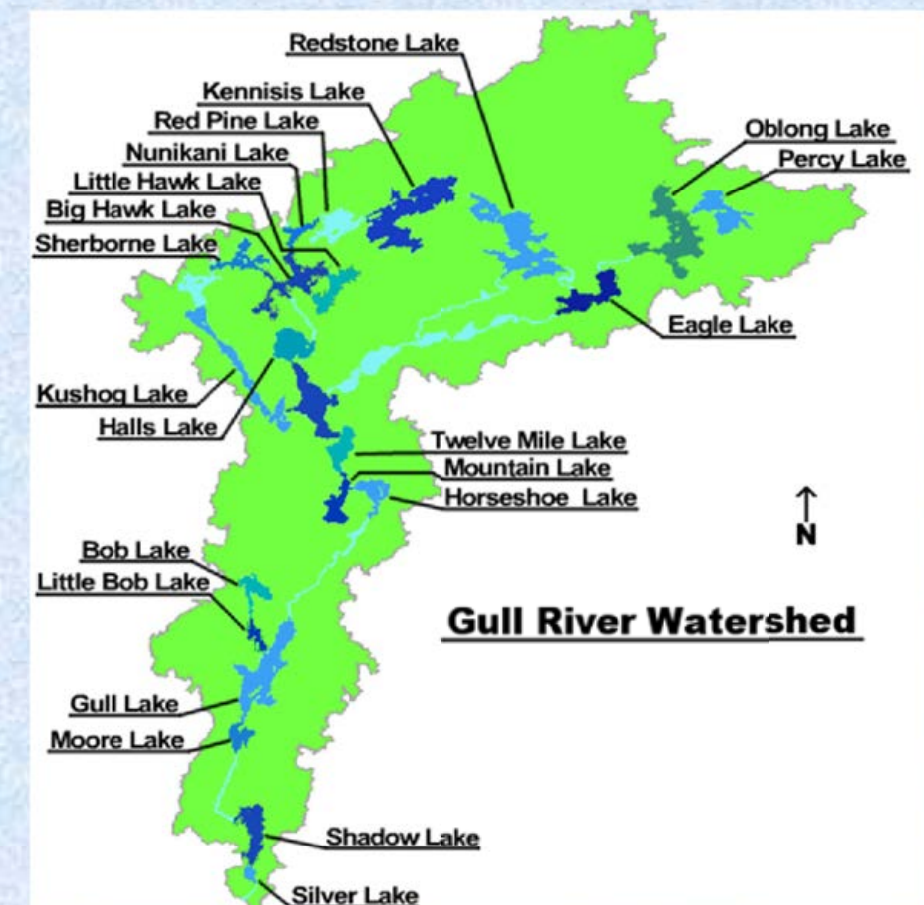 Redstone Lake
Kennisis Lake
Red Pine Lake
Nunikani Lake
Little Hawk Lake
Big Hawk Lake
Sherborne Lake
Oblong Lake
Percy Lake
Eagle Lake
Kushog Lake
Halls Lake
Twelve Mile Lake
Mountain Lake
Horseshoe Lake
N
Bob Lake
Little Bob Lake
Gull River Watershed
Gull Lake
Moore Lake
Shadow Lake
Silver Lake